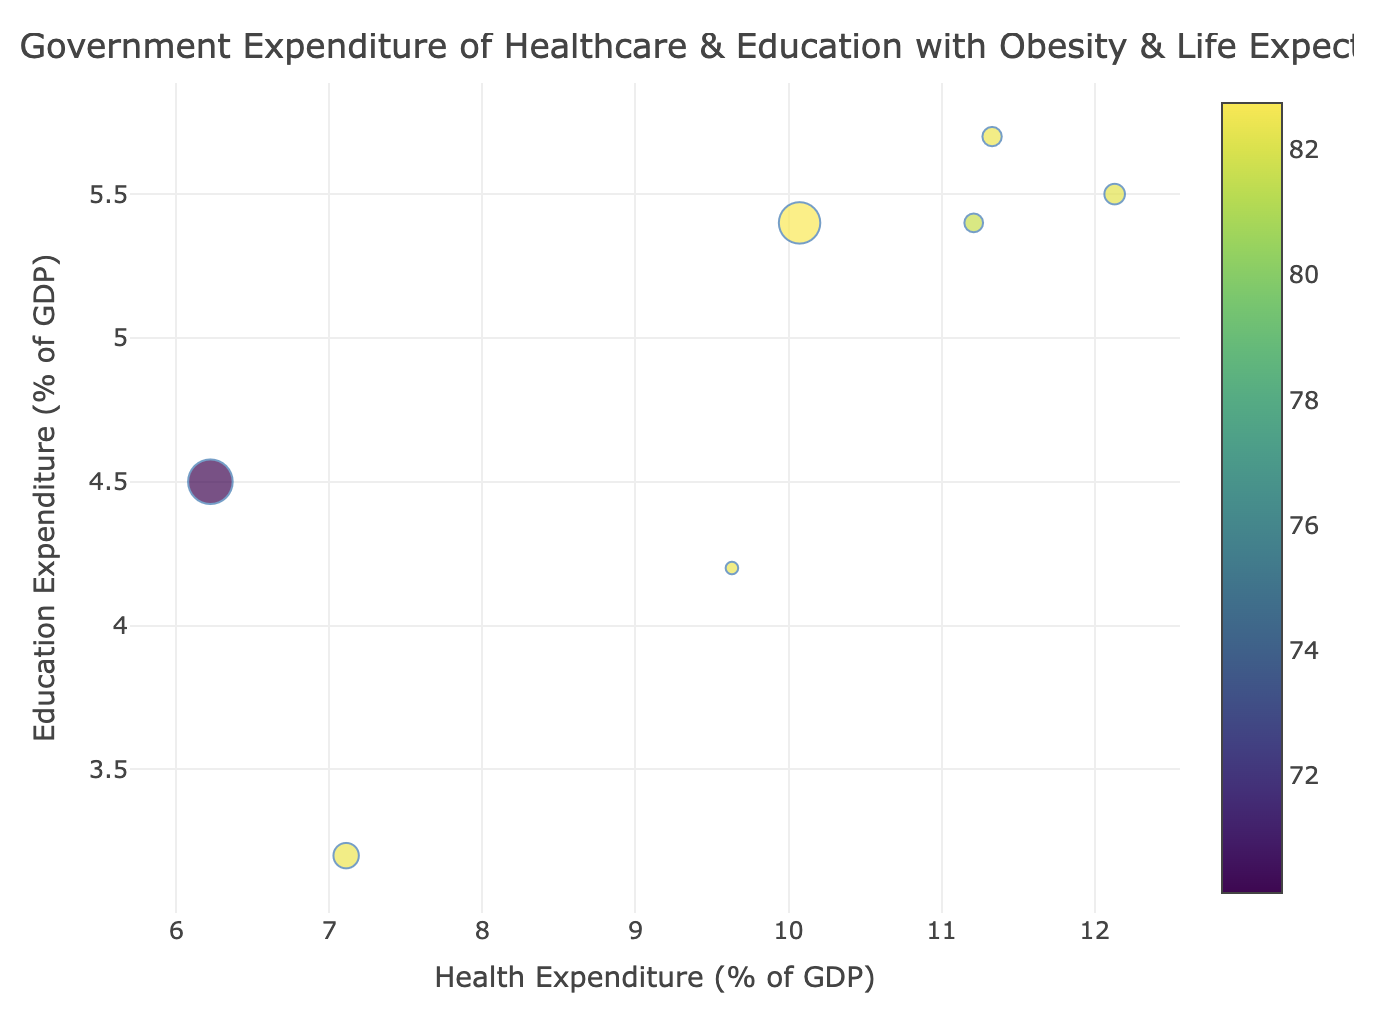 Government Expenditure of Healthcare & Education with Obesity & Life Expect
5.5
5
4.5
4
3.5
Education Expenditure (% of GDP)
6 7 8 9 10 11 12
Health Expenditure (% of GDP)
82
80
78
76
74
72